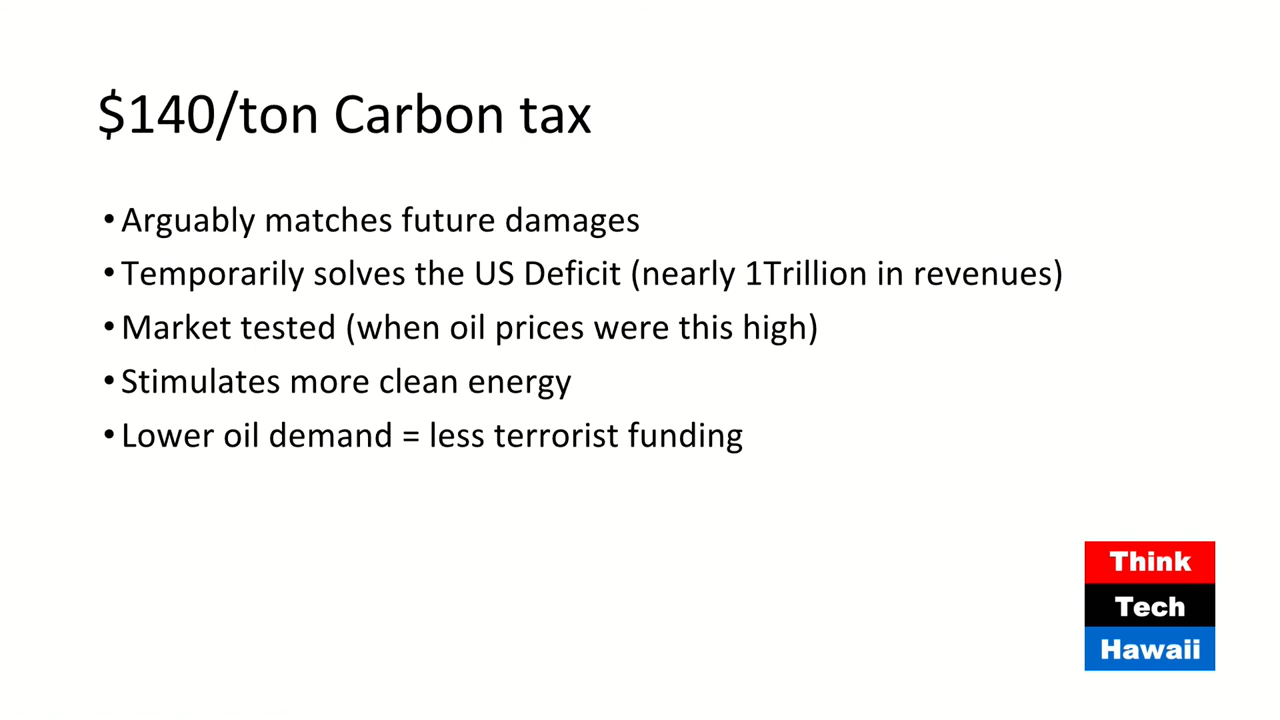 $140/ton Carbon tax
• Arguably matches future damages
• Temporarily solves the US Deficit (nearly 1Trillion in revenues)
• Market tested (when oil prices were this high)
• Stimulates more clean energy
• Lower oil demand = less terrorist funding
Think
Tech
Hawaii